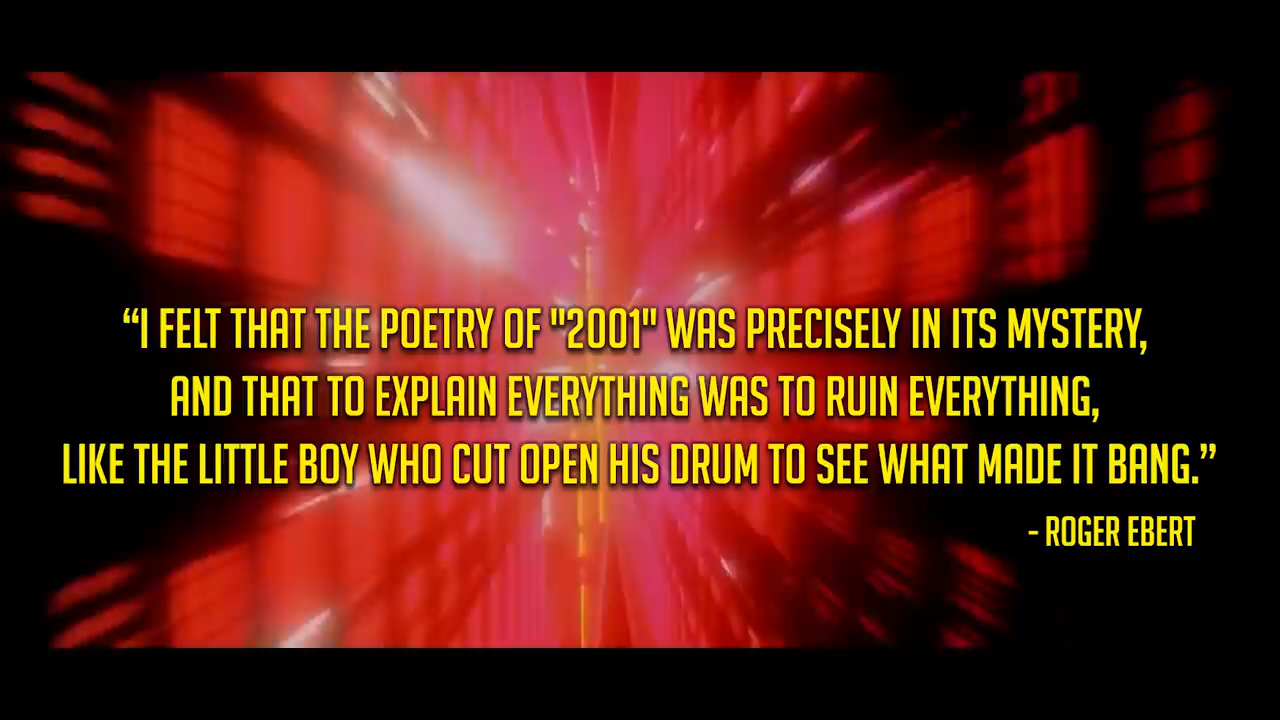 “I FELT THAT THE POETRY OF "2001" WAS PRECISELY IN ITS MYSTERY,
AND THAT TO EXPLAIN EVERYTHING WAS TO RUIN EVERYTHING,
LIKE THE LITTLE BOY WHO CUT OPEN HIS DRUM TO SEE WHAT MADE IT BANG.”
- ROGER EBERT